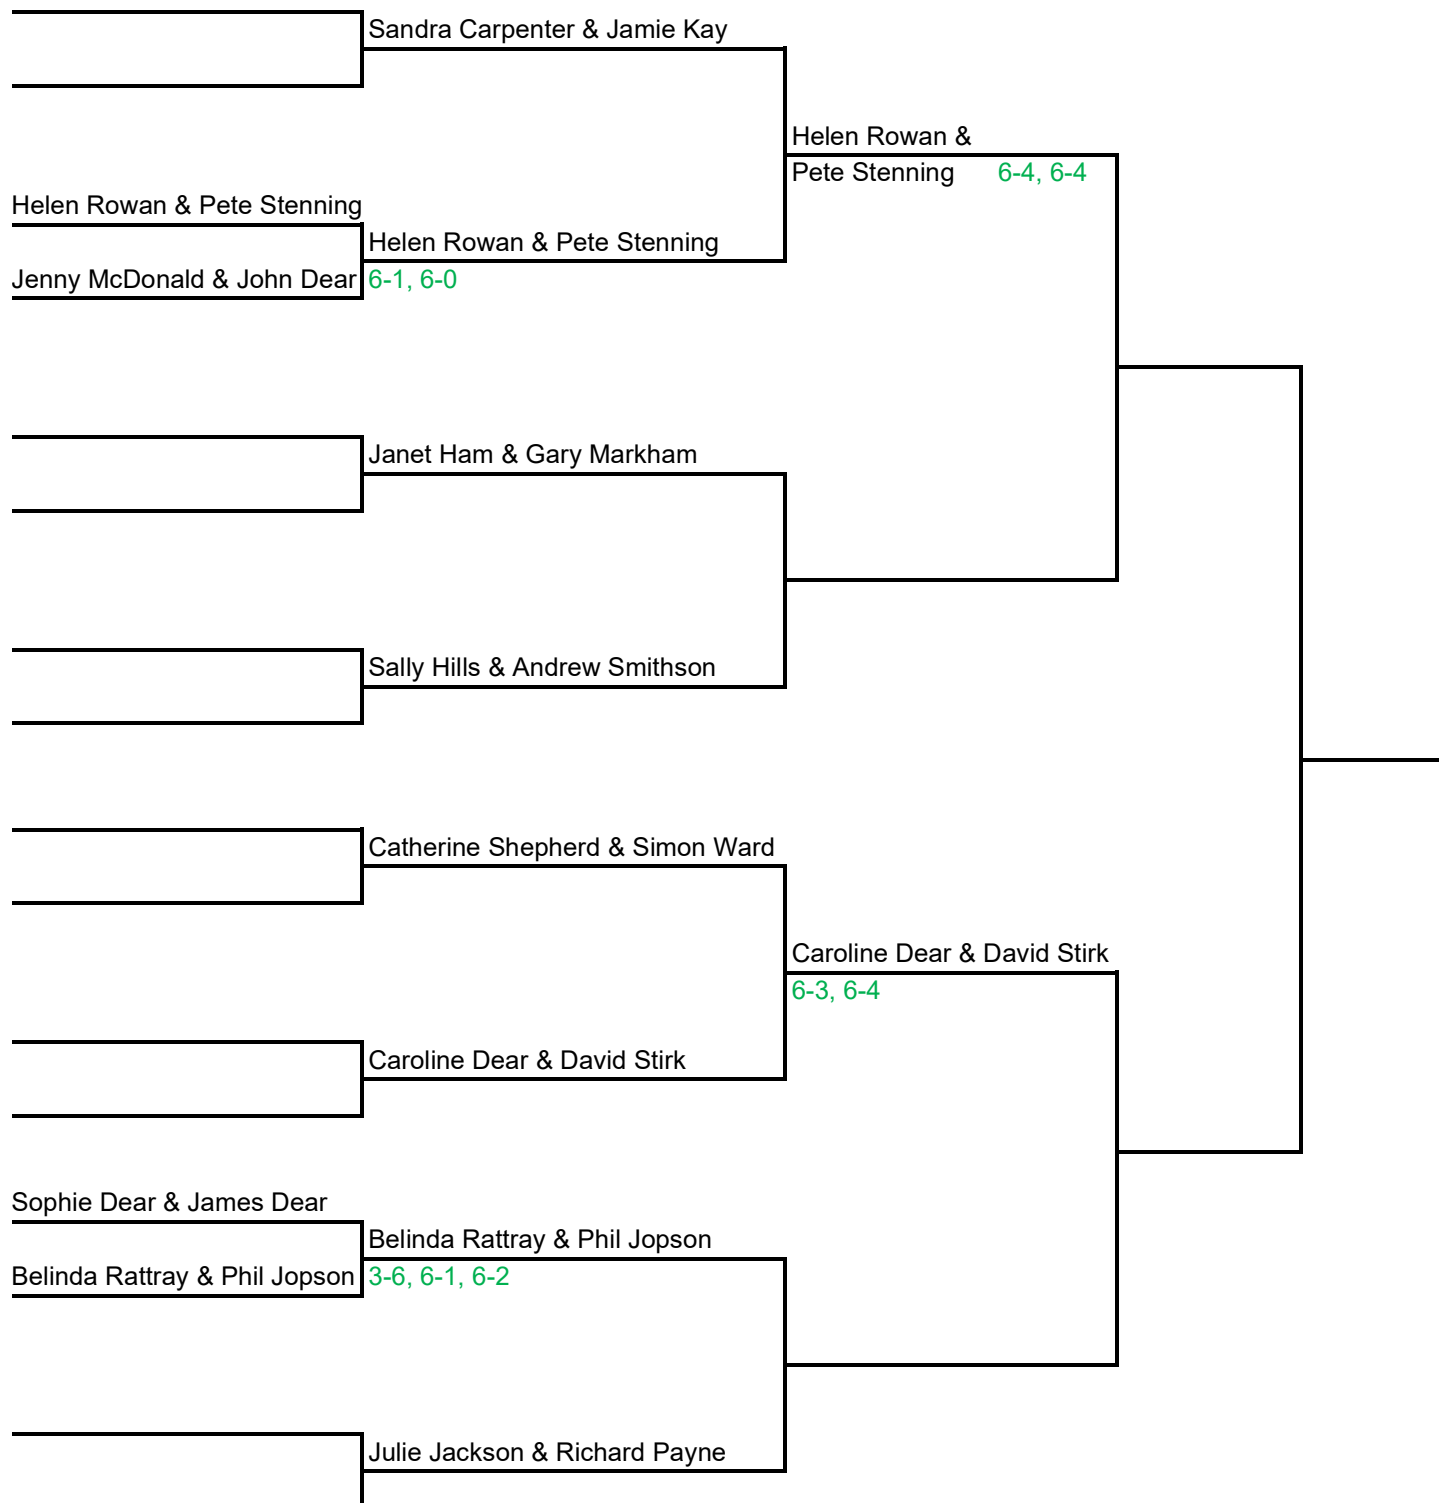 Sandra Carpenter & Jamie Kay
Helen Rowan &
Pete Stenning 6-4, 6-4
Helen Rowan & Pete Stenning
Helen Rowan & Pete Stenning
Jenny McDonald & John Dear
6-1, 6-0
Janet Ham & Gary Markham
Sally Hills & Andrew Smithson
Catherine Shepherd & Simon Ward
Caroline Dear & David Stirk
6-3, 6-4
Caroline Dear & David Stirk
Sophie Dear & James Dear
Belinda Rattray & Phil Jopson
Belinda Rattray & Phil Jopson
3-6, 6-1, 6-2
Julie Jackson & Richard Payne